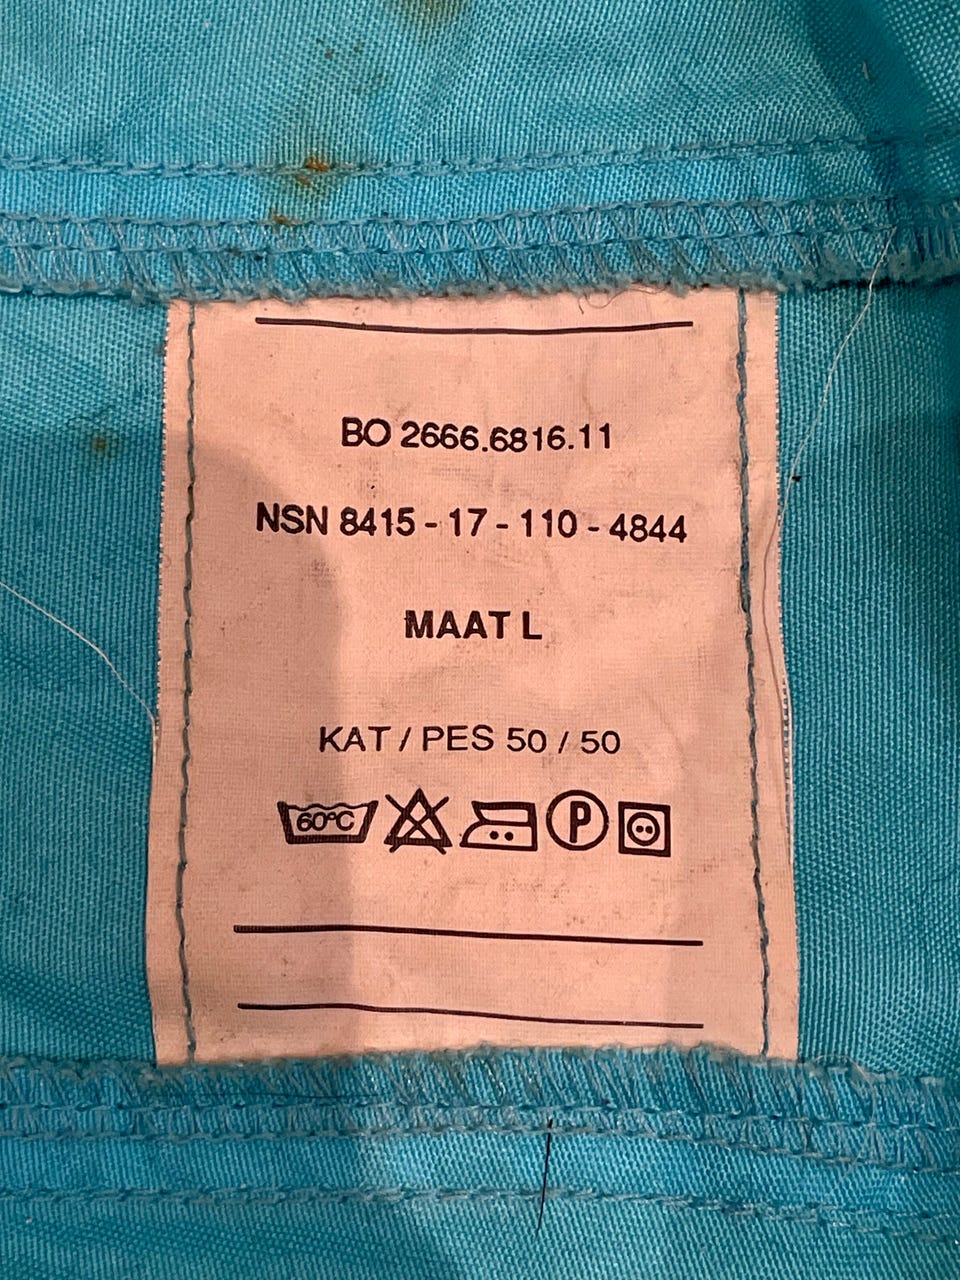 BO 2666.6816.11
NSN 8415 - 17 - 110 - 4844
MAAT L
KAT / PES 50 / 50
60°C P